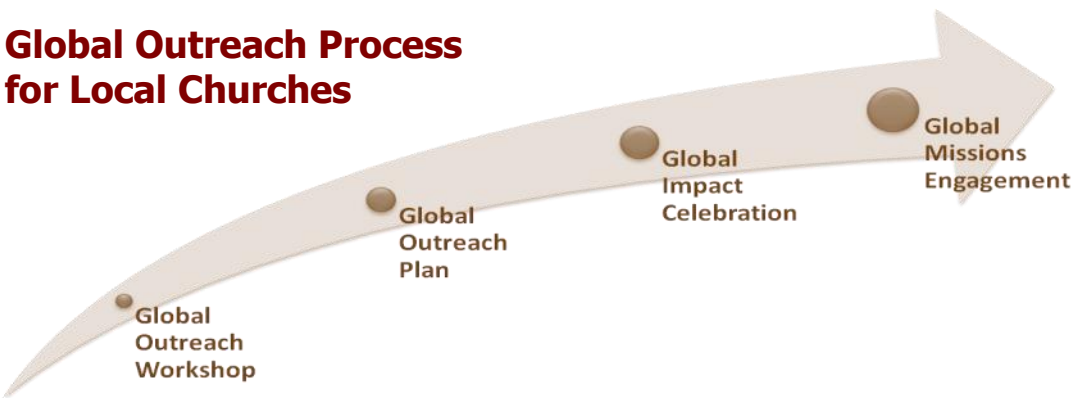 Global Outreach Process
for Local Churches
Global
Outreach
Workshop
Global
Outreach
Plan
Global
Impact
Celebration
Global
Missions
Engagement